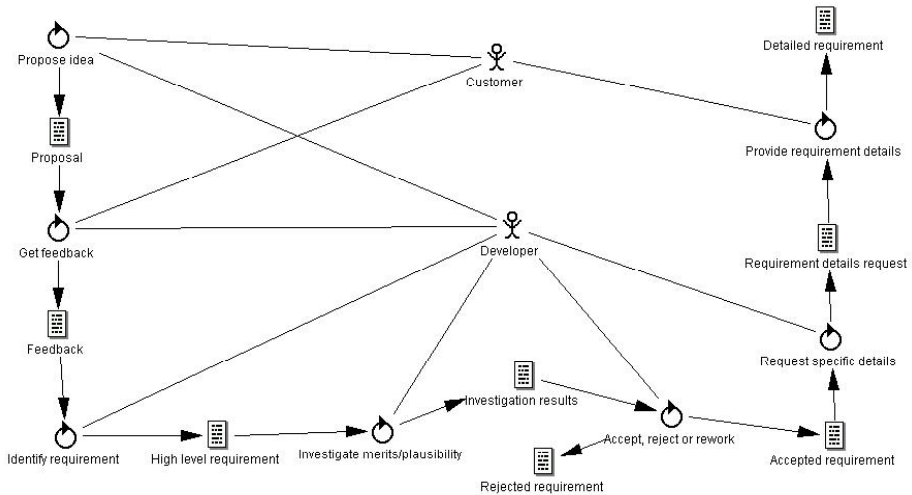 Propose idea
Customer
Detailed requirement
Proposal
Provide requirement details
Get feedback
Developer
Requirement details request
Feedback
Request specific details
Investigation results
Identify requirement
High level requirement
Investigate merits/plausibility
Accept, reject or rework
Accepted requirement
Rejected requirement